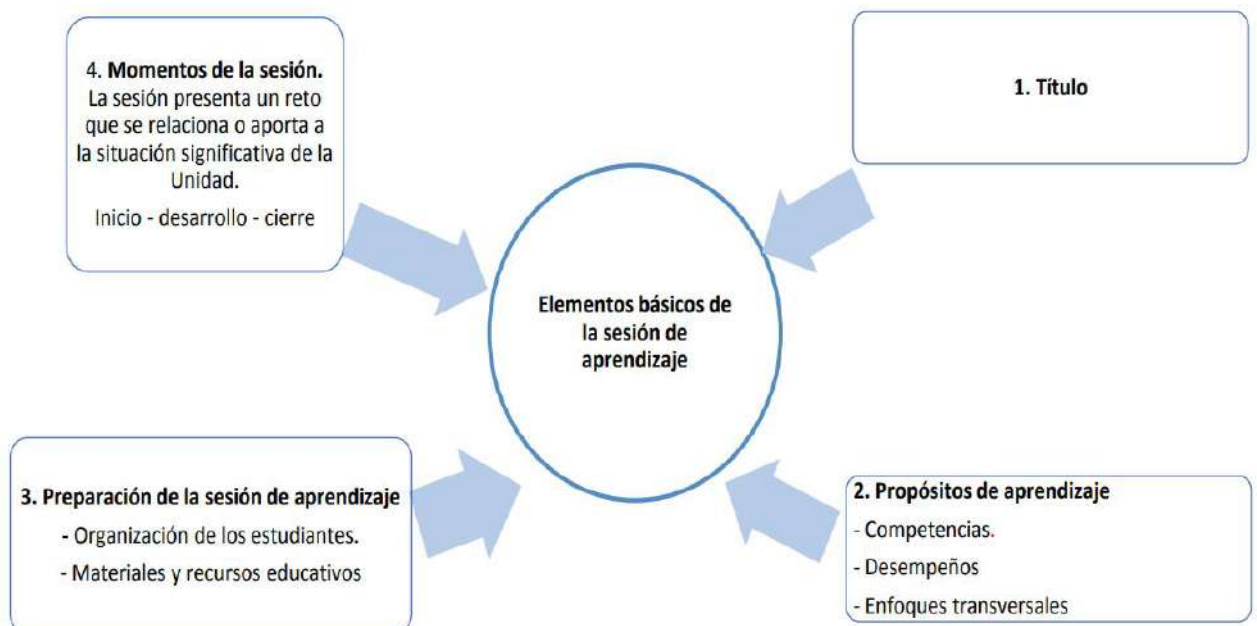 4. Momentos de la sesión.
La sesión presenta un reto
que se relaciona o aporta a
la situación significativa de la
Unidad.
Inicio - desarrollo - cierre
1. Título
Elementos básicos de
la sesión de
aprendizaje
3. Preparación de la sesión de aprendizaje
- Organización de los estudiantes.
- Materiales y recursos educativos
2. Propósitos de aprendizaje
- Competencias.
- Desempeños
- Enfoques transversales